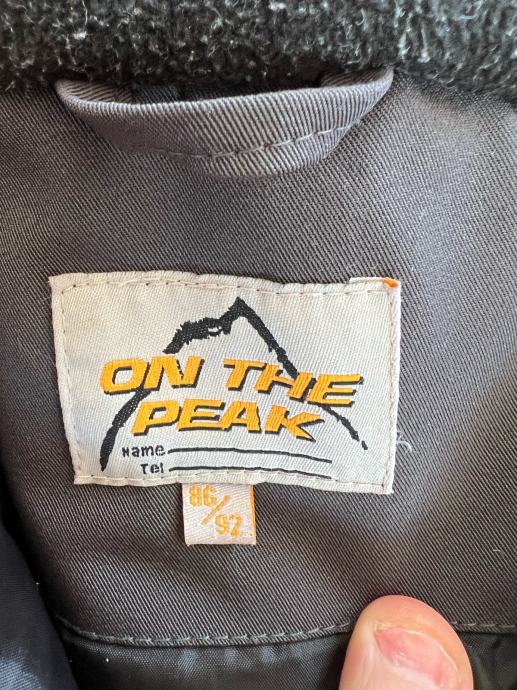 ON THE
PEAK
Name
Tel
86/92